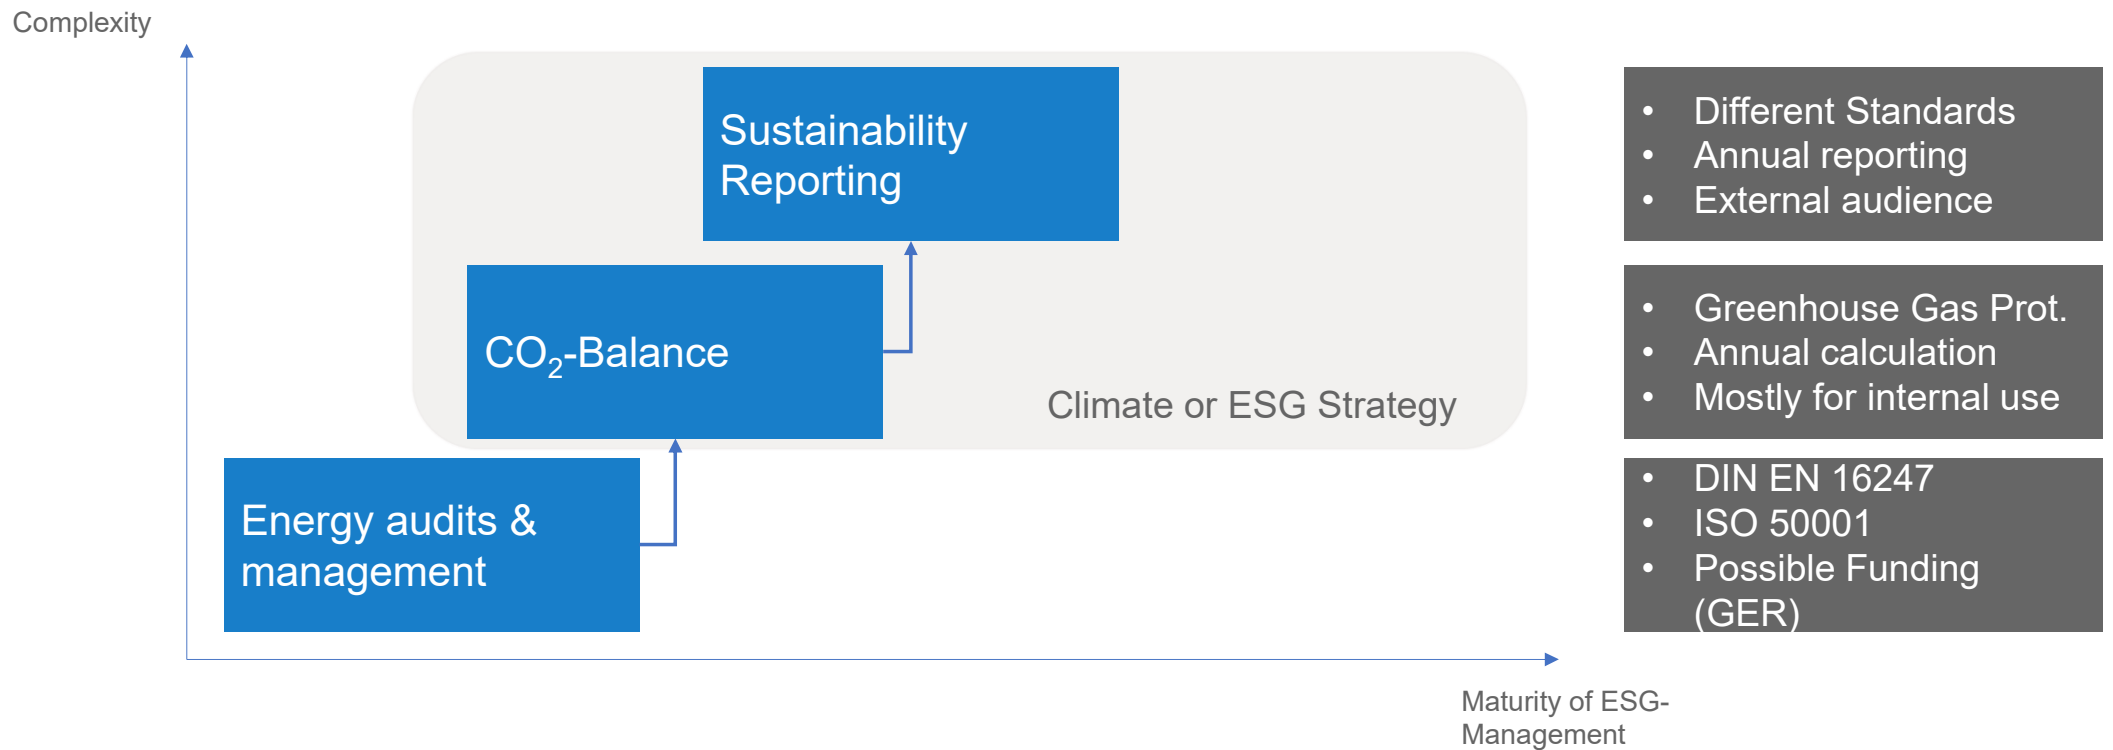 Complexity
Sustainability
Reporting
• Different Standards
• Annual reporting
• External audience
CO₂-Balance
Climate or ESG Strategy
• Greenhouse Gas Prot.
• Annual calculation
• Mostly for internal use
Energy audits &
management
• DIN EN 16247
• ISO 50001
• Possible Funding
(GER)
Maturity of ESG-
Management